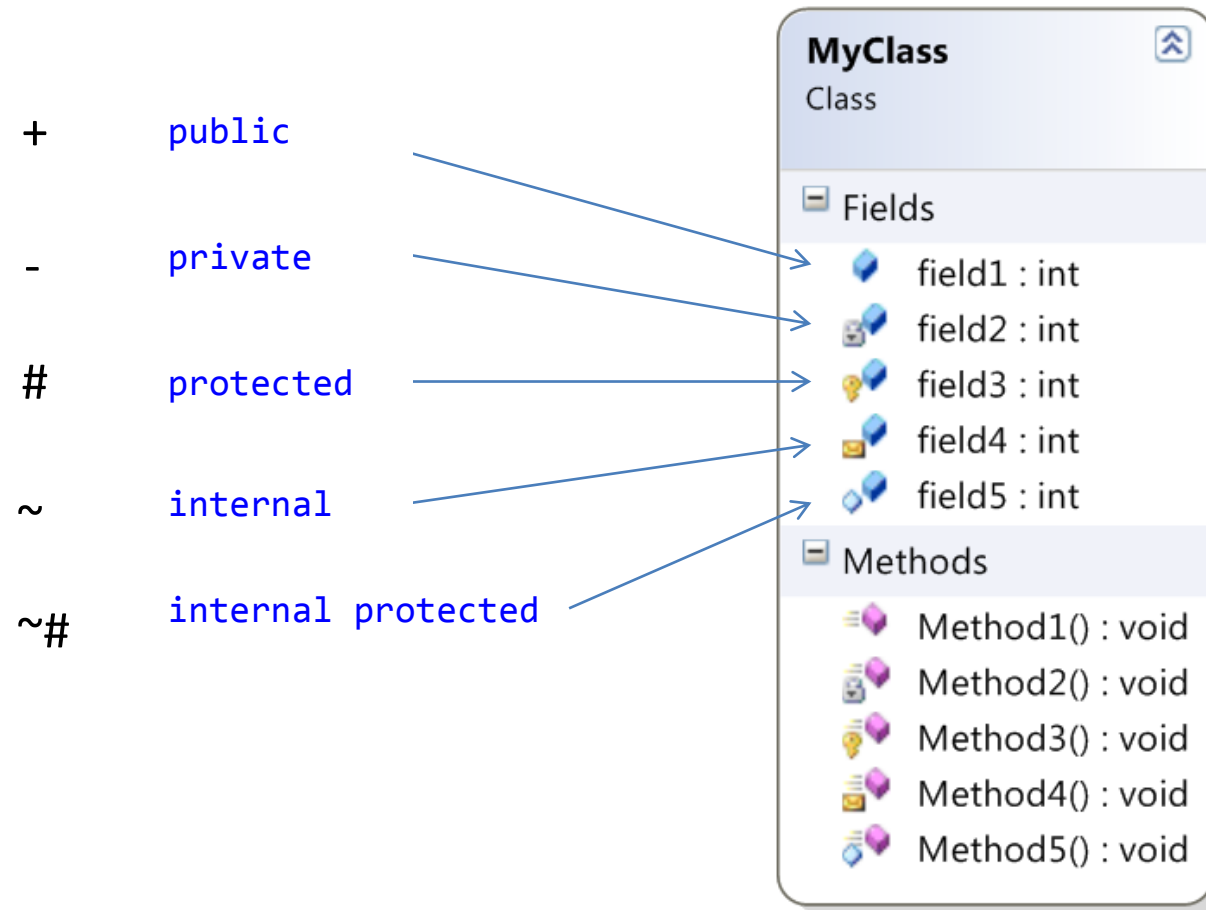 + public
- private
# protected
~ internal
~# internal protected
MyClass
Class
Fields
field1 : int
field2 : int
field3 : int
field4 : int
field5 : int
Methods
Method1() : void
Method2() : void
Method3() : void
Method4() : void
Method5() : void